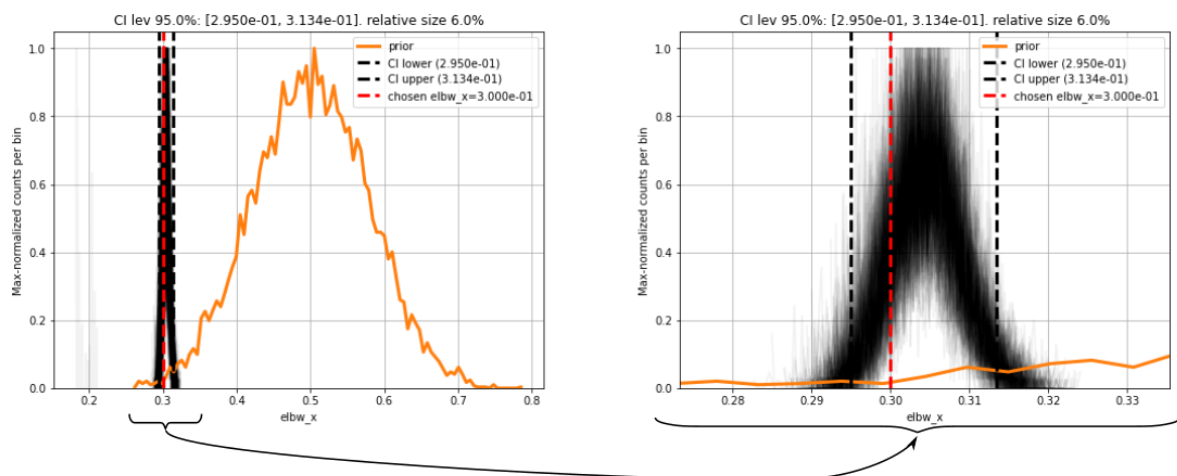 CI lev 95.0%: [2.950e-01, 3.134e-01]. relative size 6.0%
prior
CI lower (2.950e-01)
CI upper (3.134e-01)
chosen elbw_x=3.000e-01
Max-normalized counts per bin
1.0
0.8
0.6
0.4
0.2
0.0
0.2 0.3 0.4 0.5 0.6 0.7 0.8
elbw_x
CI lev 95.0%: [2.950e-01, 3.134e-01]. relative size 6.0%
prior
CI lower (2.950e-01)
CI upper (3.134e-01)
chosen elbw_x=3.000e-01
Max-normalized counts per bin
1.0
0.8
0.6
0.4
0.2
0.0
0.28 0.29 0.30 0.31 0.32 0.33
elbw_x